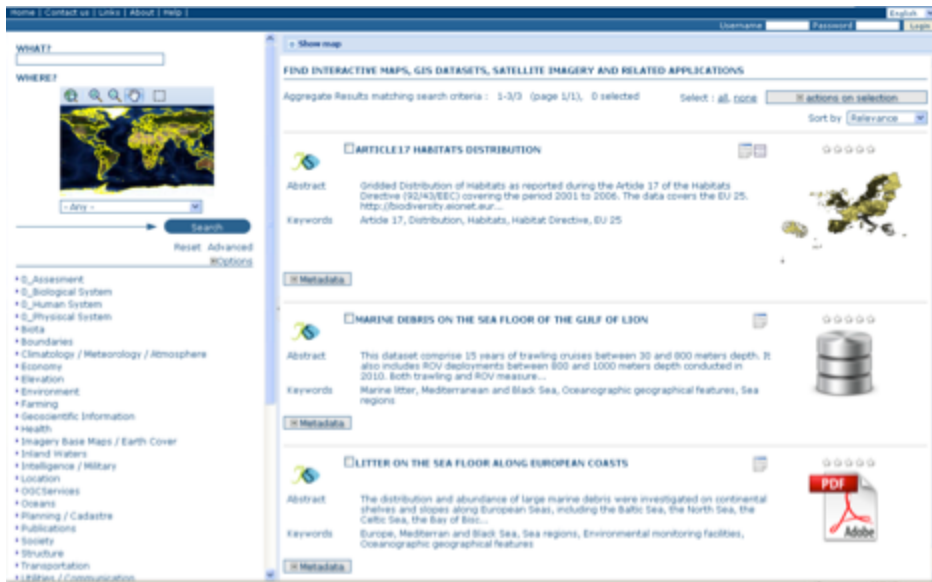 Home | Contact us | Links | About | Help |
English
Username Password Login
WHAT?
WHERE?
- Any -
Search
Reset Advanced
Options
0_Assesment
0_Biological System
0_Human System
0_Physiscal System
Biota
Boundaries
Climatology / Meteorology / Atmosphere
Economy
Elevation
Environment
Farming
Geoscientific Information
Health
Imagery Base Maps / Earth Cover
Inland Waters
Intelligence / Military
Location
OGCServices
Oceans
Planning / Cadastre
Publications
Society
Structure
Transportation
Utilities / Communication
Show map
FIND INTERACTIVE MAPS, GIS DATASETS, SATELLITE IMAGERY AND RELATED APPLICATIONS
Aggregate Results matching search criteria : 1-3/3 (page 1/1), 0 selected Select : all, none actions on selection
Sort by Relevance
ARTICLE17 HABITATS DISTRIBUTION
Abstract Gridded Distribution of Habitats as reported during the Article 17 of the Habitats
Directive (92/43/EEC) covering the period 2001 to 2006. The data covers the EU 25.
http://biodiversity.eionet.eur...
Keywords Article 17, Distribution, Habitats, Habitat Directive, EU 25
Metadata
MARINE DEBRIS ON THE SEA FLOOR OF THE GULF OF LION
Abstract This dataset comprise 15 years of trawling cruises between 30 and 800 meters depth. It
also includes ROV deployments between 800 and 1000 meters depth conducted in
2010. Both trawling and ROV measure...
Keywords Marine litter, Mediterranean and Black Sea, Oceanographic geographical features, Sea
regions
Metadata
LITTER ON THE SEA FLOOR ALONG EUROPEAN COASTS
Abstract The distribution and abundance of large marine debris were investigated on continental
shelves and slopes along European Seas, including the Baltic Sea, the North Sea, the
Celtic Sea, the Bay of Bisc...
Keywords Europe, Mediterran and Black Sea, Sea regions, Environmental monitoring facilities,
Oceanographic geographical features
PDF
Adobe
Metadata